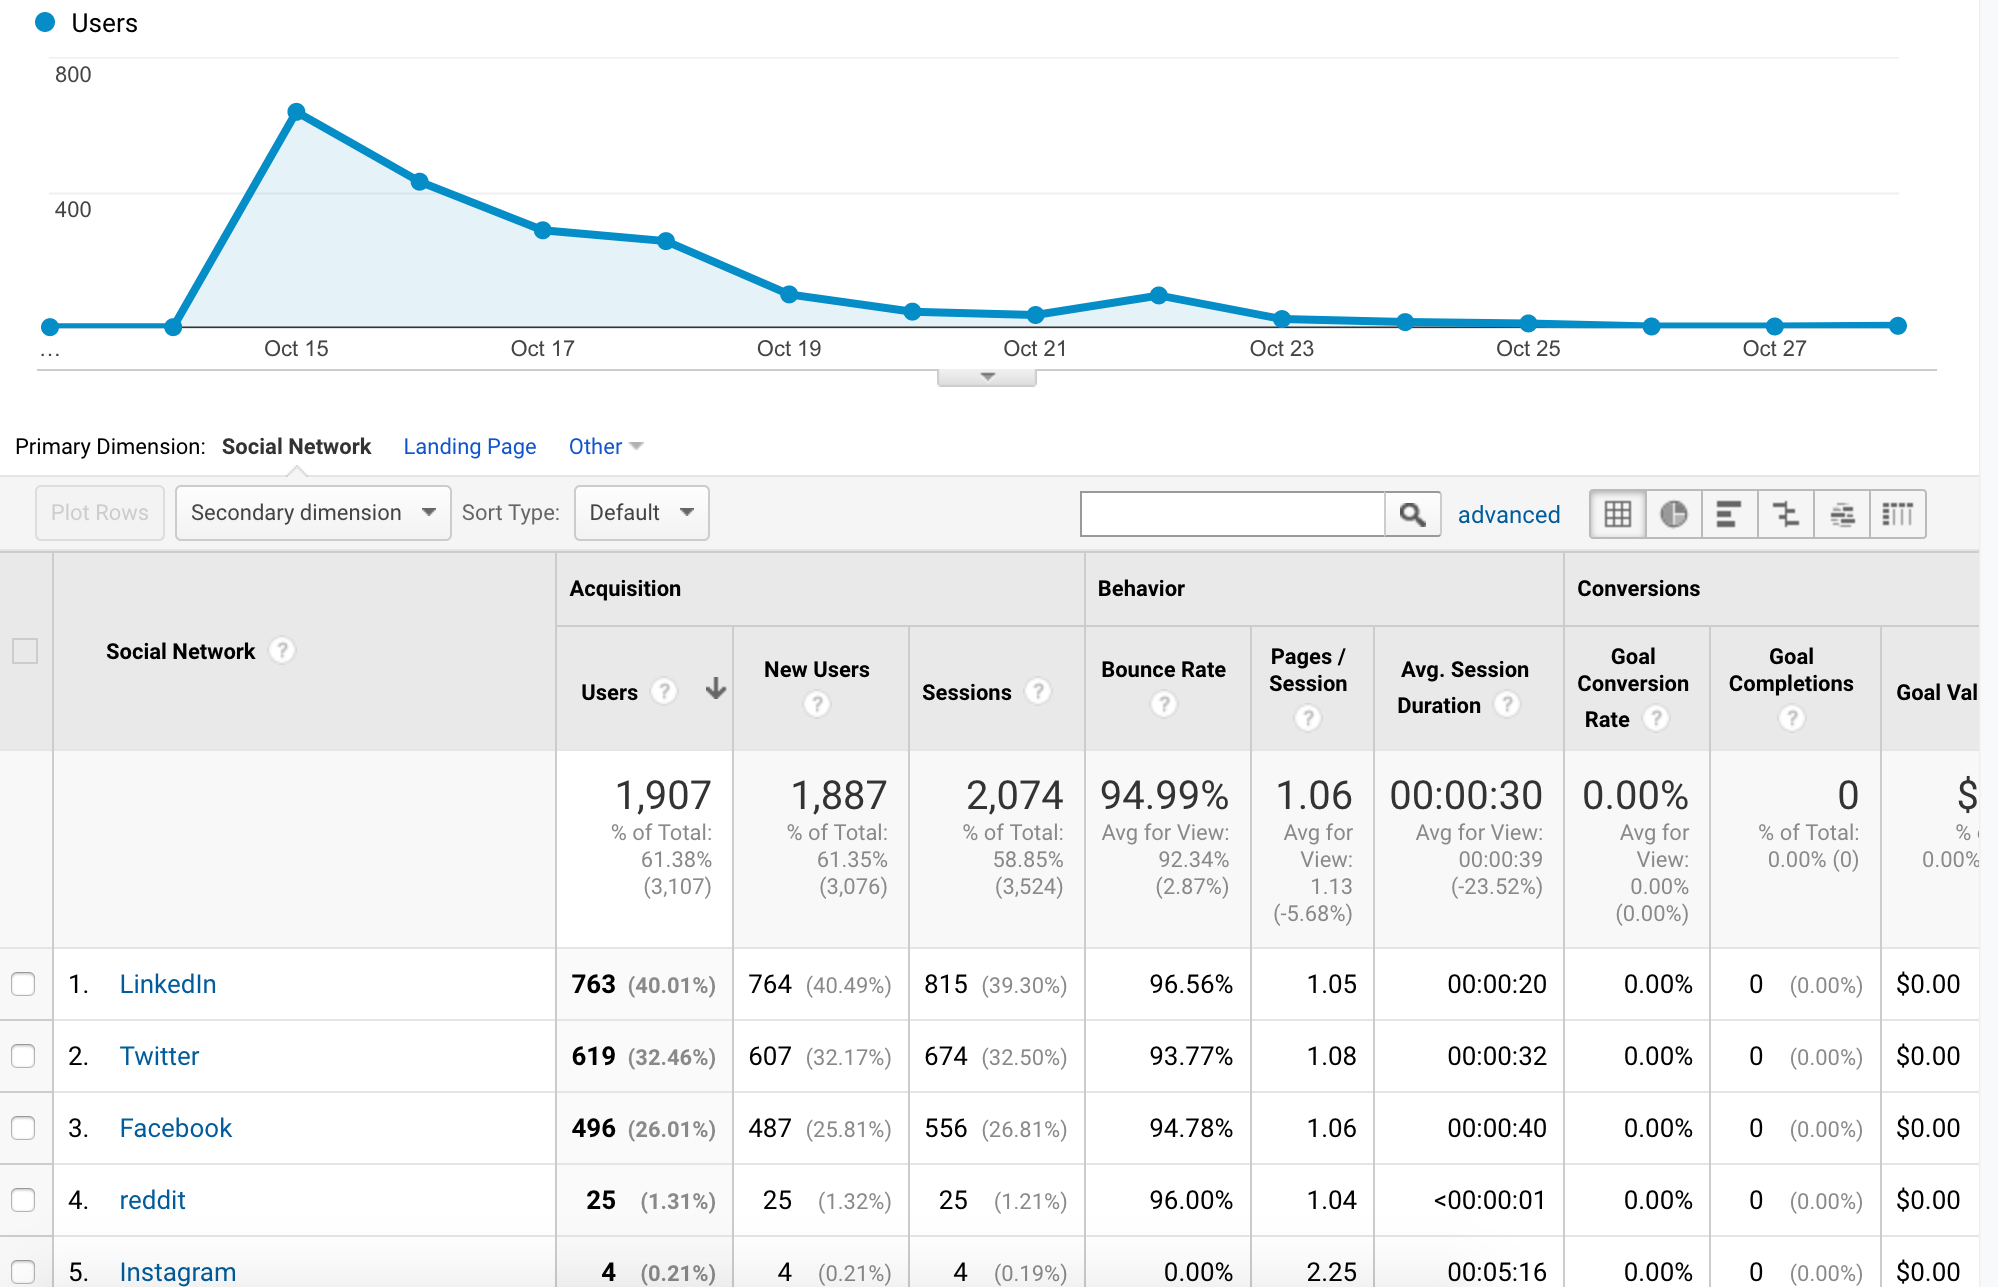 Users
800
400
...
Oct 15
Oct 17
Oct 19
Oct 21
Oct 23
Oct 25
Oct 27
Primary Dimension: Social Network Landing Page Other
Plot Rows Secondary dimension Sort Type: Default advanced
Acquisition Behavior Conversions
Social Network ?
Users ?
New Users ?
Sessions ?
Bounce Rate ?
Pages /
Session
?
Avg. Session
Duration ?
Goal
Conversion
Rate ?
Goal
Completions
?
Goal Val
1,907
% of Total:
61.38%
(3,107)
1,887
% of Total:
61.35%
(3,076)
2,074
% of Total:
58.85%
(3,524)
94.99%
Avg for View:
92.34%
(2.87%)
1.06
Avg for
View:
1.13
(-5.68%)
00:00:30
Avg for View:
00:00:39
(-23.52%)
0.00%
Avg for
View:
0.00%
(0.00%)
0
% of Total:
0.00% (0)
$
%
0.00%
1. LinkedIn 763 (40.01%) 764 (40.49%) 815 (39.30%) 96.56% 1.05 00:00:20 0.00% 0 (0.00%) $0.00
2. Twitter 619 (32.46%) 607 (32.17%) 674 (32.50%) 93.77% 1.08 00:00:32 0.00% 0 (0.00%) $0.00
3. Facebook 496 (26.01%) 487 (25.81%) 556 (26.81%) 94.78% 1.06 00:00:40 0.00% 0 (0.00%) $0.00
4. reddit 25 (1.31%) 25 (1.32%) 25 (1.21%) 96.00% 1.04 <00:00:01 0.00% 0 (0.00%) $0.00
5. Instagram 4 (0.21%) 4 (0.21%) 4 (0.19%) 0.00% 2.25 00:05:16 0.00% 0 (0.00%) $0.00